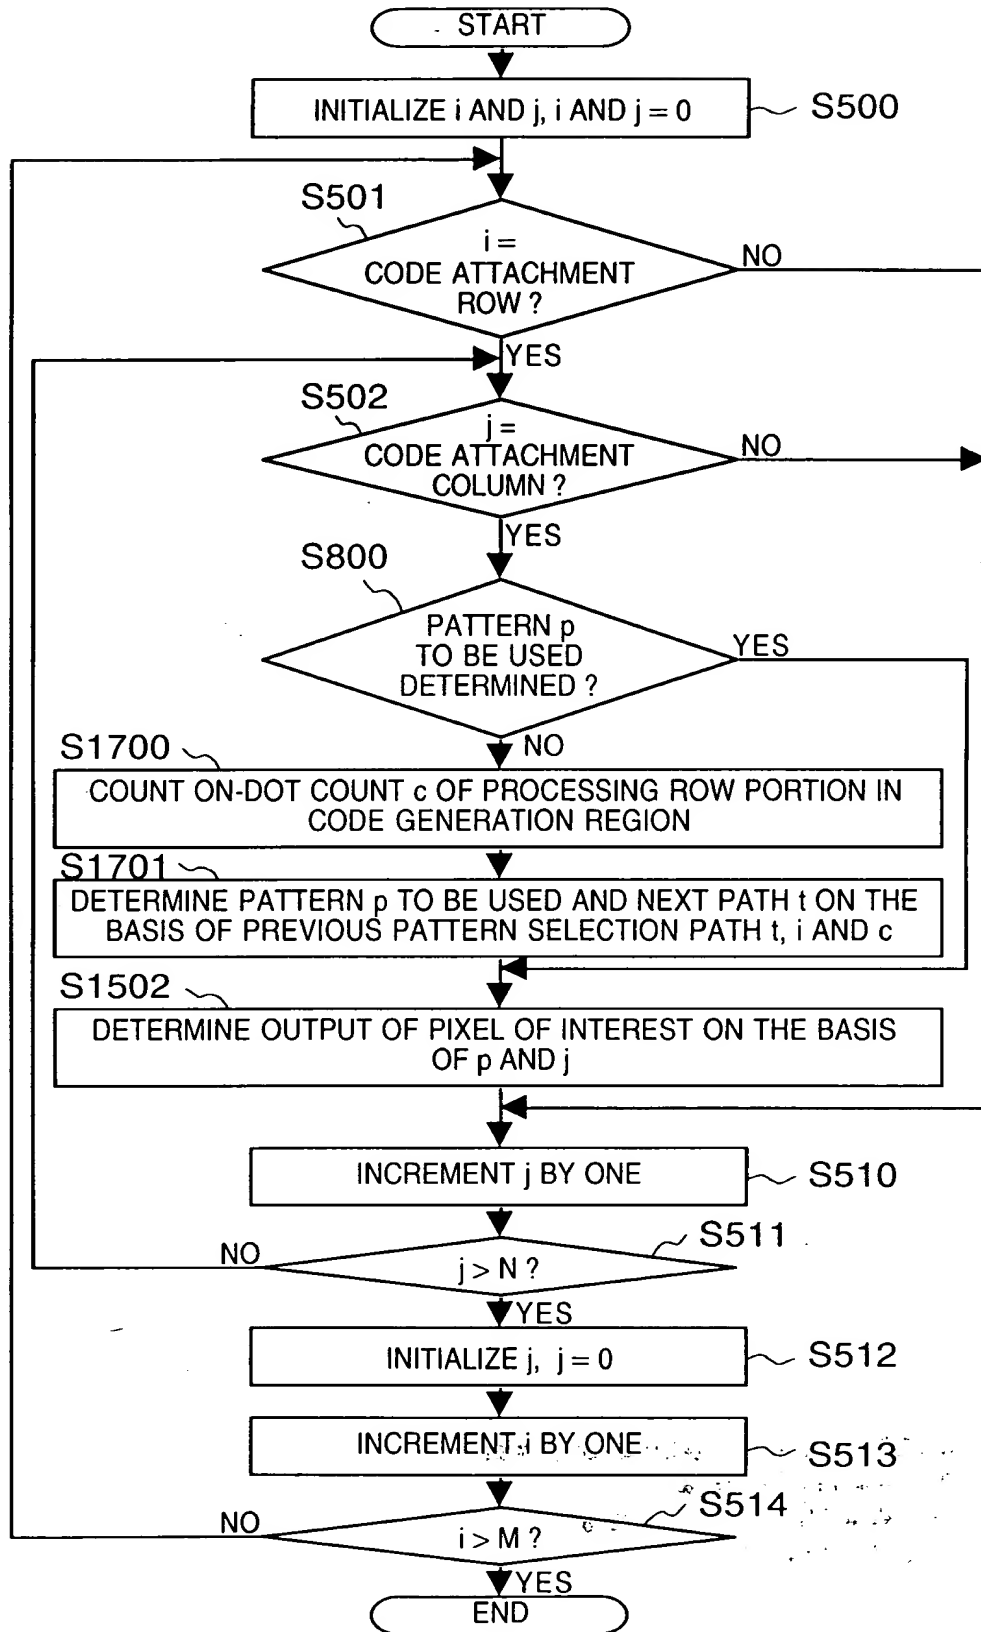 START
INITIALIZE i AND j, i AND j = 0
S500
S501
i =
CODE ATTACHMENT
ROW ?
NO
YES
S502
j =
CODE ATTACHMENT
COLUMN ?
NO
YES
S800
PATTERN p
TO BE USED
DETERMINED ?
YES
NO
S1700
COUNT ON-DOT COUNT c OF PROCESSING ROW PORTION IN
CODE GENERATION REGION
S1701
DETERMINE PATTERN p TO BE USED AND NEXT PATH t ON THE
BASIS OF PREVIOUS PATTERN SELECTION PATH t, i AND c
S1502
DETERMINE OUTPUT OF PIXEL OF INTEREST ON THE BASIS
OF p AND j
INCREMENT j BY ONE
S510
S511
NO
j > N ?
YES
INITIALIZE j, j = 0
S512
INCREMENT i BY ONE
S513
S514
NO
i > M ?
YES
END